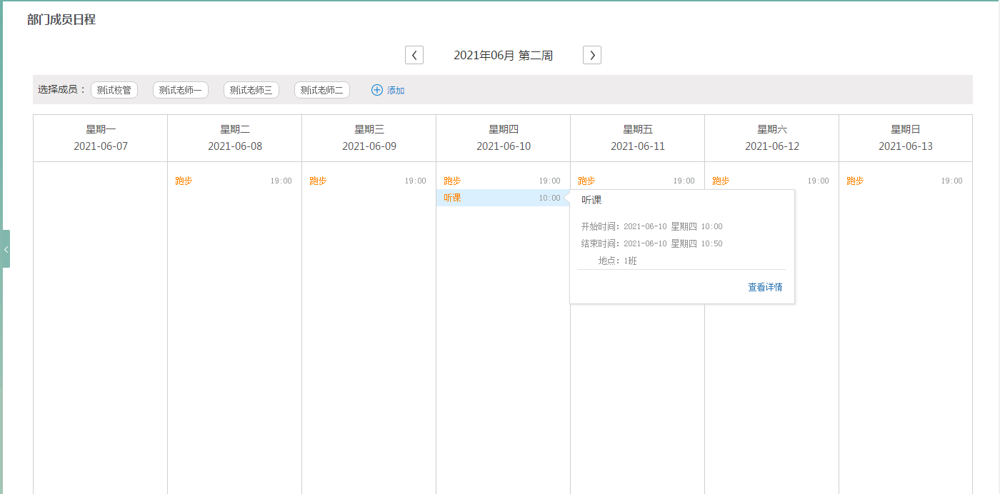 部门成员日程
2021年06月 第二周
选择成员： 测试校管 测试老师一 测试老师三 测试老师二 添加
星期一 星期二 星期三 星期四 星期五 星期六 星期日
2021-06-07 2021-06-08 2021-06-09 2021-06-10 2021-06-11 2021-06-12 2021-06-13
跑步 19:00 跑步 19:00 跑步 19:00 跑步 19:00 跑步 19:00 跑步 19:00
听课 10:00
听课
开始时间: 2021-06-10 星期四 10:00
结束时间: 2021-06-10 星期四 10:50
地点: 1班
查看详情